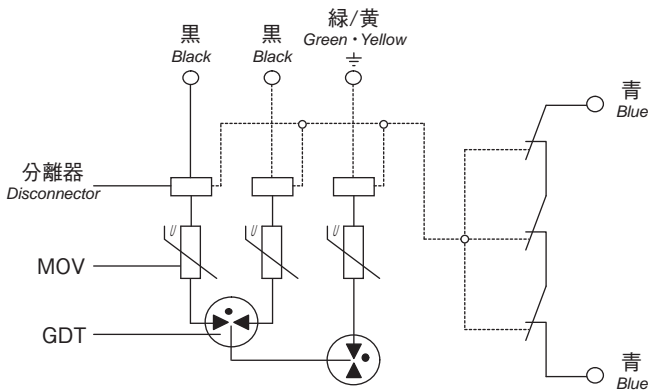 黒
Black
黒
Black
緑/黄
Green・Yellow
青
Blue
分離器
Disconnector
MOV
U
U
U
GDT
青
Blue